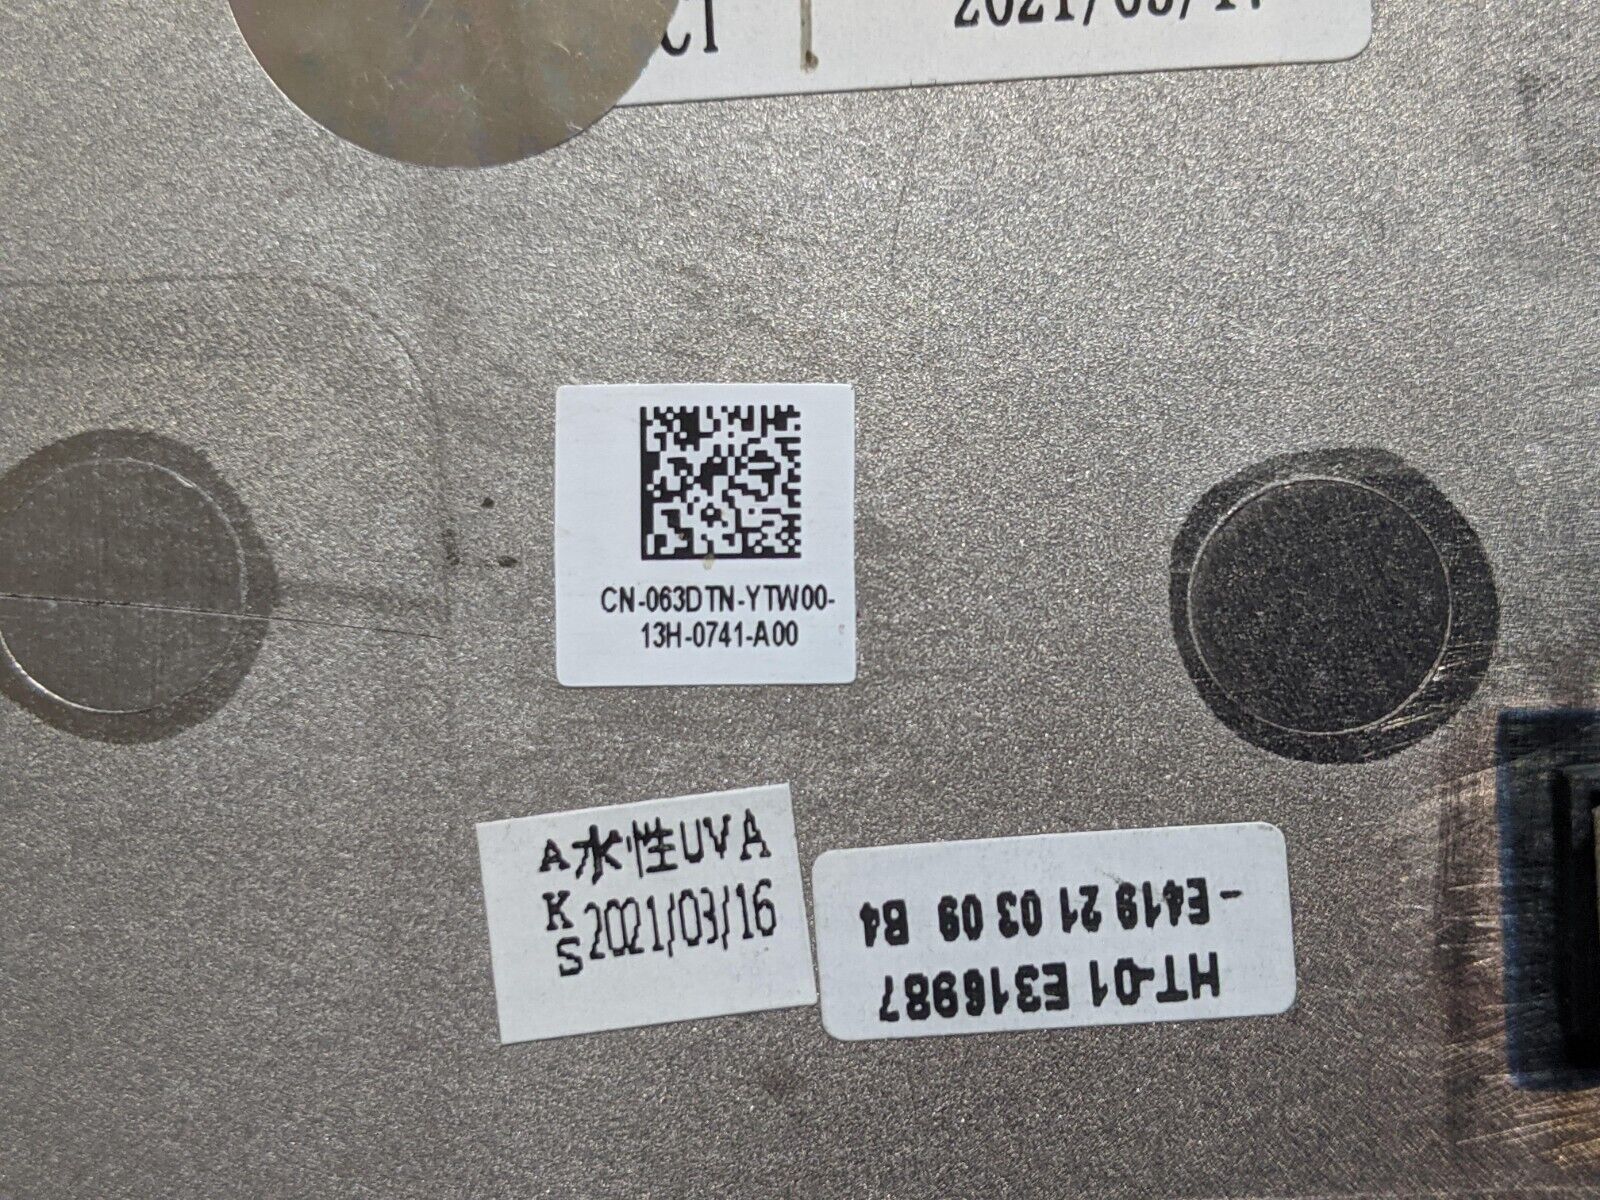 CN-063DTN-YTW00-
13H-0741-A00
A水性UVA
K
S 2021/03/16
HT-01 E316987
-E419 21 03 09 B4